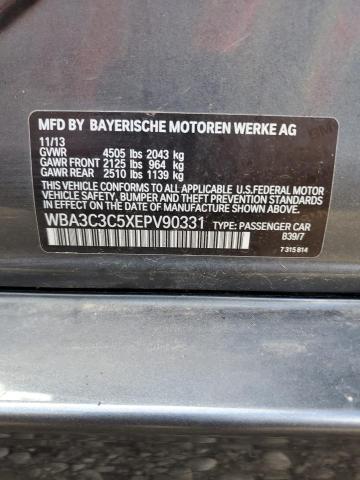 MFD BY BAYERISCHE MOTOREN WERKE AG
11/13
GVWR 4505 lbs 2043 kg
GAWR FRONT 2125 lbs 964 kg
GAWR REAR 2510 lbs 1139 kg
THIS VEHICLE CONFORMS TO ALL APPLICABLE U.S.FEDERAL MOTOR
VEHICLE SAFETY, BUMPER AND THEFT PREVENTION STANDARDS IN
EFFECT ON THE DATE OF MANUFACTURE SHOWN ABOVE.
WBA3C3C5XEPV90331 TYPE: PASSENGER CAR
B39/7
7 315 814